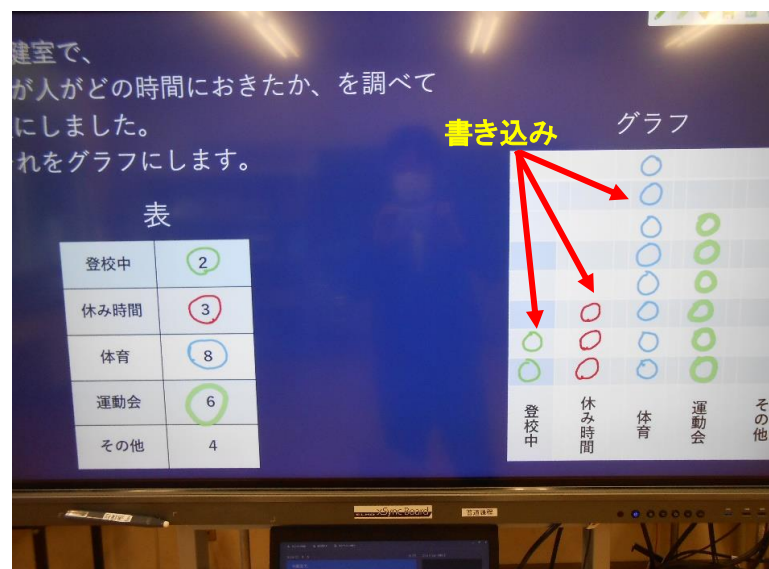 健室で、
が人がどの時間におきたか、を調べて
にしました。
れをグラフにします。
書き込み
グラフ
表
登校中 2
休み時間 3
体育 8
運動会 6
その他 4
登校中
休み時間
体育
運動会
その他
XSync Board